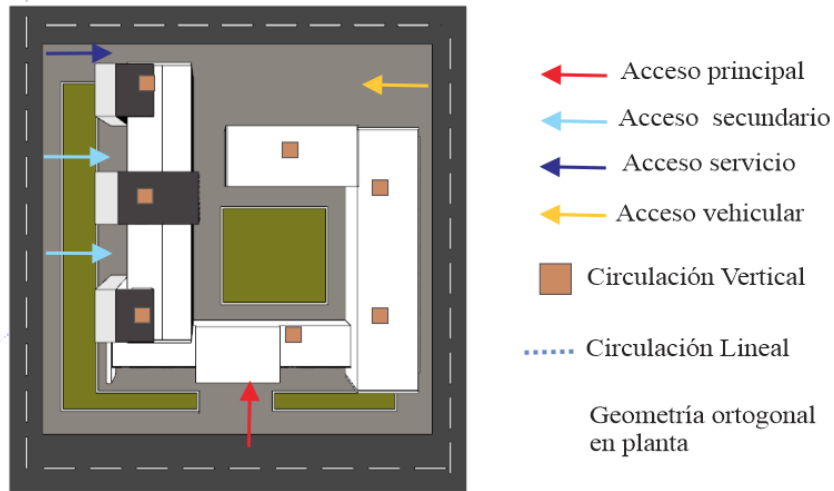 Acceso principal
Acceso secundario
Acceso servicio
Acceso vehicular
Circulación Vertical
Circulación Lineal
Geometría ortogonal
en planta